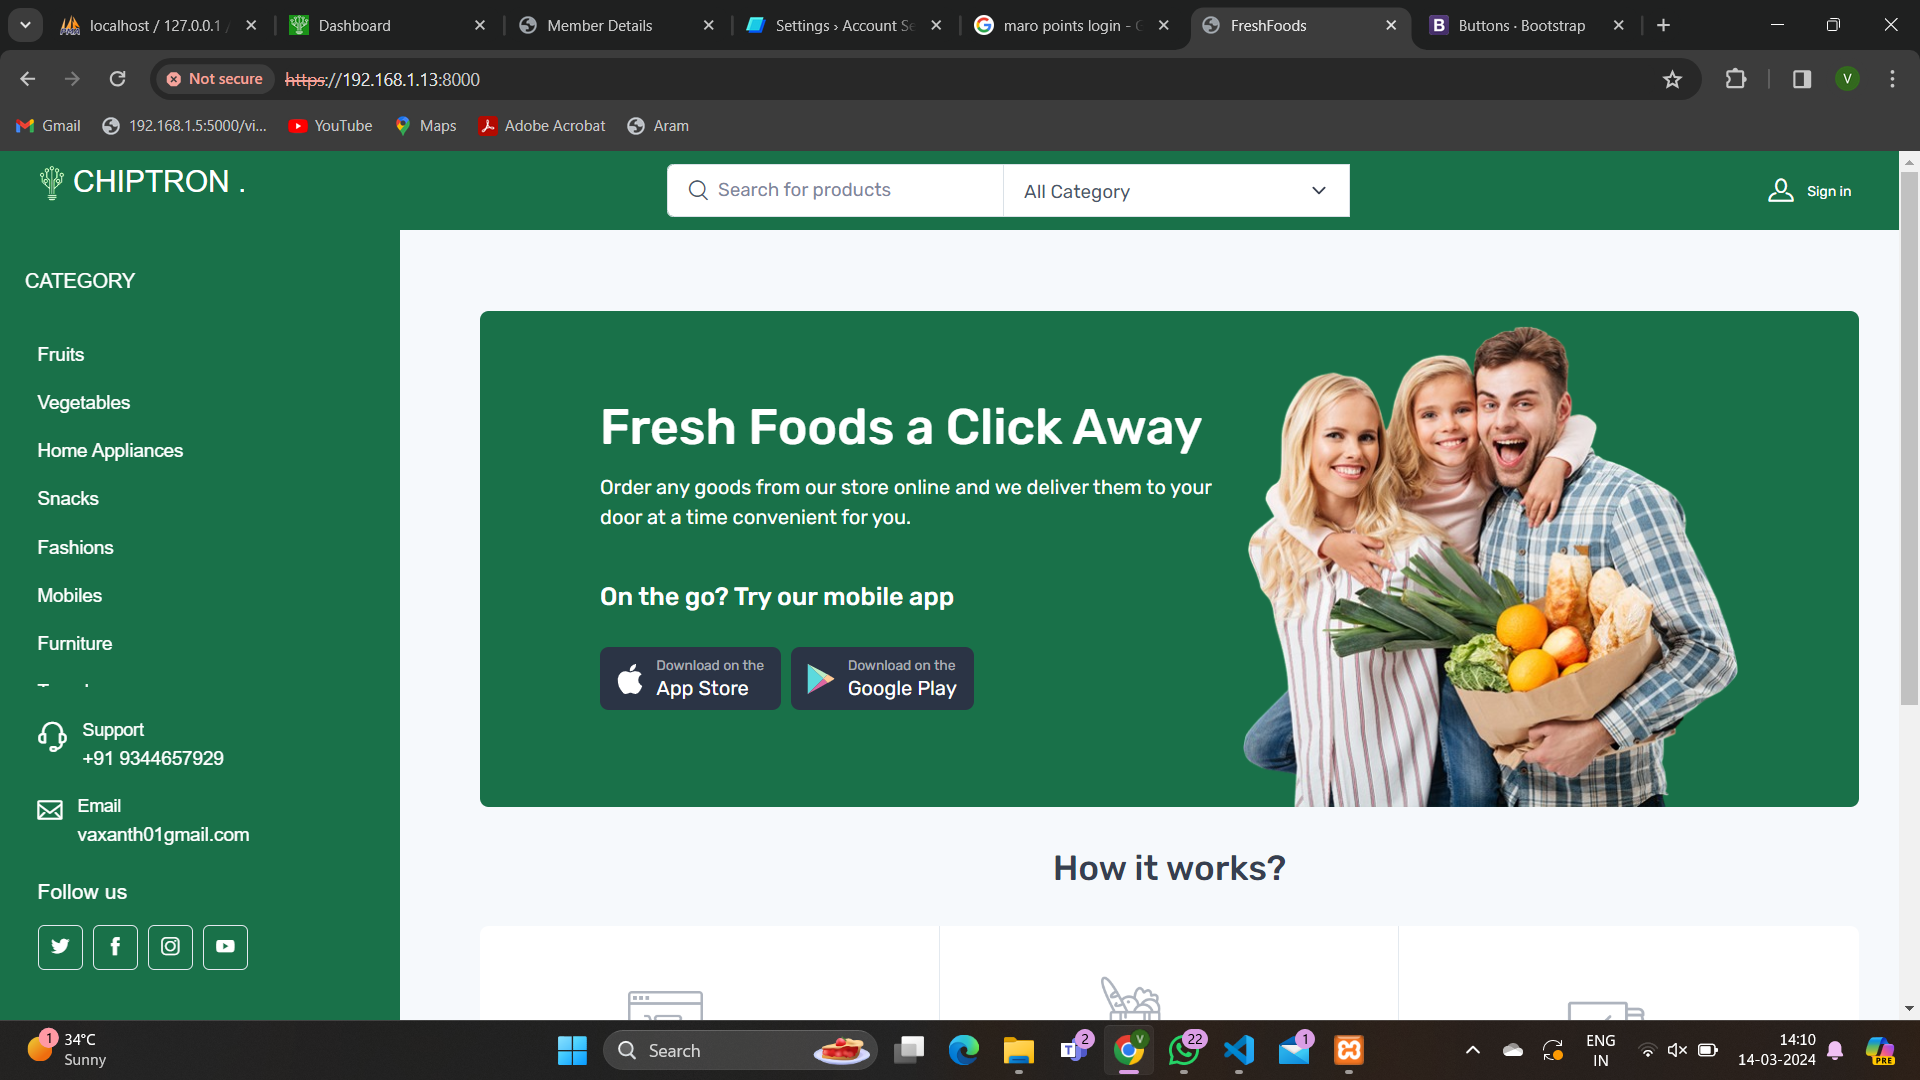 localhost / 127.0.0.1 /
Dashboard
Member Details
Settings › Account Se
maro points login -
FreshFoods
Buttons · Bootstrap
Not secure
https://192.168.1.13:8000
V
Gmail
192.168.1.5:5000/vi...
YouTube
Maps
Adobe Acrobat
Aram
CHIPTRON .
Search for products
All Category
Sign in
CATEGORY
Fruits
Vegetables
Home Appliances
Snacks
Fashions
Mobiles
Furniture
Support
+91 9344657929
Email
vaxanth01gmail.com
Follow us
Fresh Foods a Click Away
Order any goods from our store online and we deliver them to your
door at a time convenient for you.
On the go? Try our mobile app
Download on the
App Store
Download on the
Google Play
How it works?
1
34°C
Sunny
Search
2
V
22
1
ENG
IN
14:10
14-03-2024
PRE